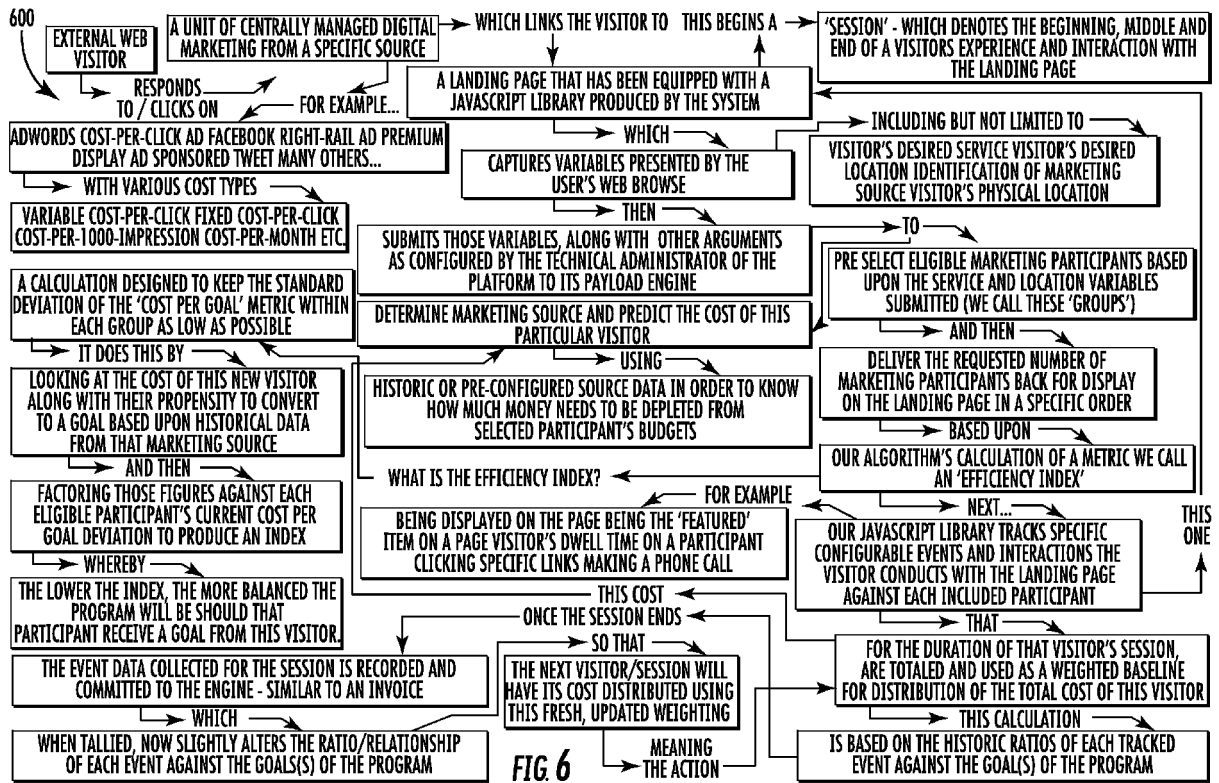 600
EXTERNAL WEB
VISITOR
A UNIT OF CENTRALLY MANAGED DIGITAL
MARKETING FROM A SPECIFIC SOURCE
WHICH LINKS THE VISITOR TO
THIS BEGINS A
'SESSION' - WHICH DENOTES THE BEGINNING, MIDDLE AND
END OF A VISITORS EXPERIENCE AND INTERACTION WITH
THE LANDING PAGE
RESPONDS
TO / CLICKS ON
FOR EXAMPLE...
A LANDING PAGE THAT HAS BEEN EQUIPPED WITH A
JAVASCRIPT LIBRARY PRODUCED BY THE SYSTEM
ADWORDS COST-PER-CLICK AD FACEBOOK RIGHT-RAIL AD PREMIUM
DISPLAY AD SPONSORED TWEET MANY OTHERS...
WHICH
INCLUDING BUT NOT LIMITED TO
CAPTURES VARIABLES PRESENTED BY THE
USER'S WEB BROWSE
VISITOR'S DESIRED SERVICE VISITOR'S DESIRED
LOCATION IDENTIFICATION OF MARKETING
SOURCE VISITOR'S PHYSICAL LOCATION
WITH VARIOUS COST TYPES
VARIABLE COST-PER-CLICK FIXED COST-PER-CLICK
COST-PER-1000-IMPRESSION COST-PER-MONTH ETC.
THEN
SUBMITS THOSE VARIABLES, ALONG WITH OTHER ARGUMENTS
AS CONFIGURED BY THE TECHNICAL ADMINISTRATOR OF THE
PLATFORM TO ITS PAYLOAD ENGINE
TO
PRE SELECT ELIGIBLE MARKETING PARTICIPANTS BASED
UPON THE SERVICE AND LOCATION VARIABLES
SUBMITTED (WE CALL THESE 'GROUPS')
A CALCULATION DESIGNED TO KEEP THE STANDARD
DEVIATION OF THE 'COST PER GOAL' METRIC WITHIN
EACH GROUP AS LOW AS POSSIBLE
DETERMINE MARKETING SOURCE AND PREDICT THE COST OF THIS
PARTICULAR VISITOR
AND THEN
IT DOES THIS BY
USING
DELIVER THE REQUESTED NUMBER OF
MARKETING PARTICIPANTS BACK FOR DISPLAY
ON THE LANDING PAGE IN A SPECIFIC ORDER
LOOKING AT THE COST OF THIS NEW VISITOR
ALONG WITH THEIR PROPENSITY TO CONVERT
TO A GOAL BASED UPON HISTORICAL DATA
FROM THAT MARKETING SOURCE
HISTORIC OR PRE-CONFIGURED SOURCE DATA IN ORDER TO KNOW
HOW MUCH MONEY NEEDS TO BE DEPLETED FROM
SELECTED PARTICIPANT'S BUDGETS
BASED UPON
AND THEN
WHAT IS THE EFFICIENCY INDEX?
OUR ALGORITHM'S CALCULATION OF A METRIC WE CALL
AN 'EFFICIENCY INDEX'
FACTORING THOSE FIGURES AGAINST EACH
ELIGIBLE PARTICIPANT'S CURRENT COST PER
GOAL DEVIATION TO PRODUCE AN INDEX
FOR EXAMPLE
NEXT...
BEING DISPLAYED ON THE PAGE BEING THE 'FEATURED'
ITEM ON A PAGE VISITOR'S DWELL TIME ON A PARTICIPANT
CLICKING SPECIFIC LINKS MAKING A PHONE CALL
OUR JAVASCRIPT LIBRARY TRACKS SPECIFIC
CONFIGURABLE EVENTS AND INTERACTIONS THE
VISITOR CONDUCTS WITH THE LANDING PAGE
AGAINST EACH INCLUDED PARTICIPANT
THIS
ONE
WHEREBY
THE LOWER THE INDEX, THE MORE BALANCED THE
PROGRAM WILL BE SHOULD THAT
PARTICIPANT RECEIVE A GOAL FROM THIS VISITOR.
THIS COST
ONCE THE SESSION ENDS
THAT
SO THAT
THE EVENT DATA COLLECTED FOR THE SESSION IS RECORDED AND
COMMITTED TO THE ENGINE - SIMILAR TO AN INVOICE
THE NEXT VISITOR/SESSION WILL
HAVE ITS COST DISTRIBUTED USING
THIS FRESH, UPDATED WEIGHTING
FOR THE DURATION OF THAT VISITOR'S SESSION,
ARE TOTALED AND USED AS A WEIGHTED BASELINE
FOR DISTRIBUTION OF THE TOTAL COST OF THIS VISITOR
WHICH
THIS CALCULATION
WHEN TALLIED, NOW SLIGHTLY ALTERS THE RATIO/RELATIONSHIP
OF EACH EVENT AGAINST THE GOALS(S) OF THE PROGRAM
MEANING
THE ACTION
IS BASED ON THE HISTORIC RATIOS OF EACH TRACKED
EVENT AGAINST THE GOAL(S) OF THE PROGRAM
FIG. 6